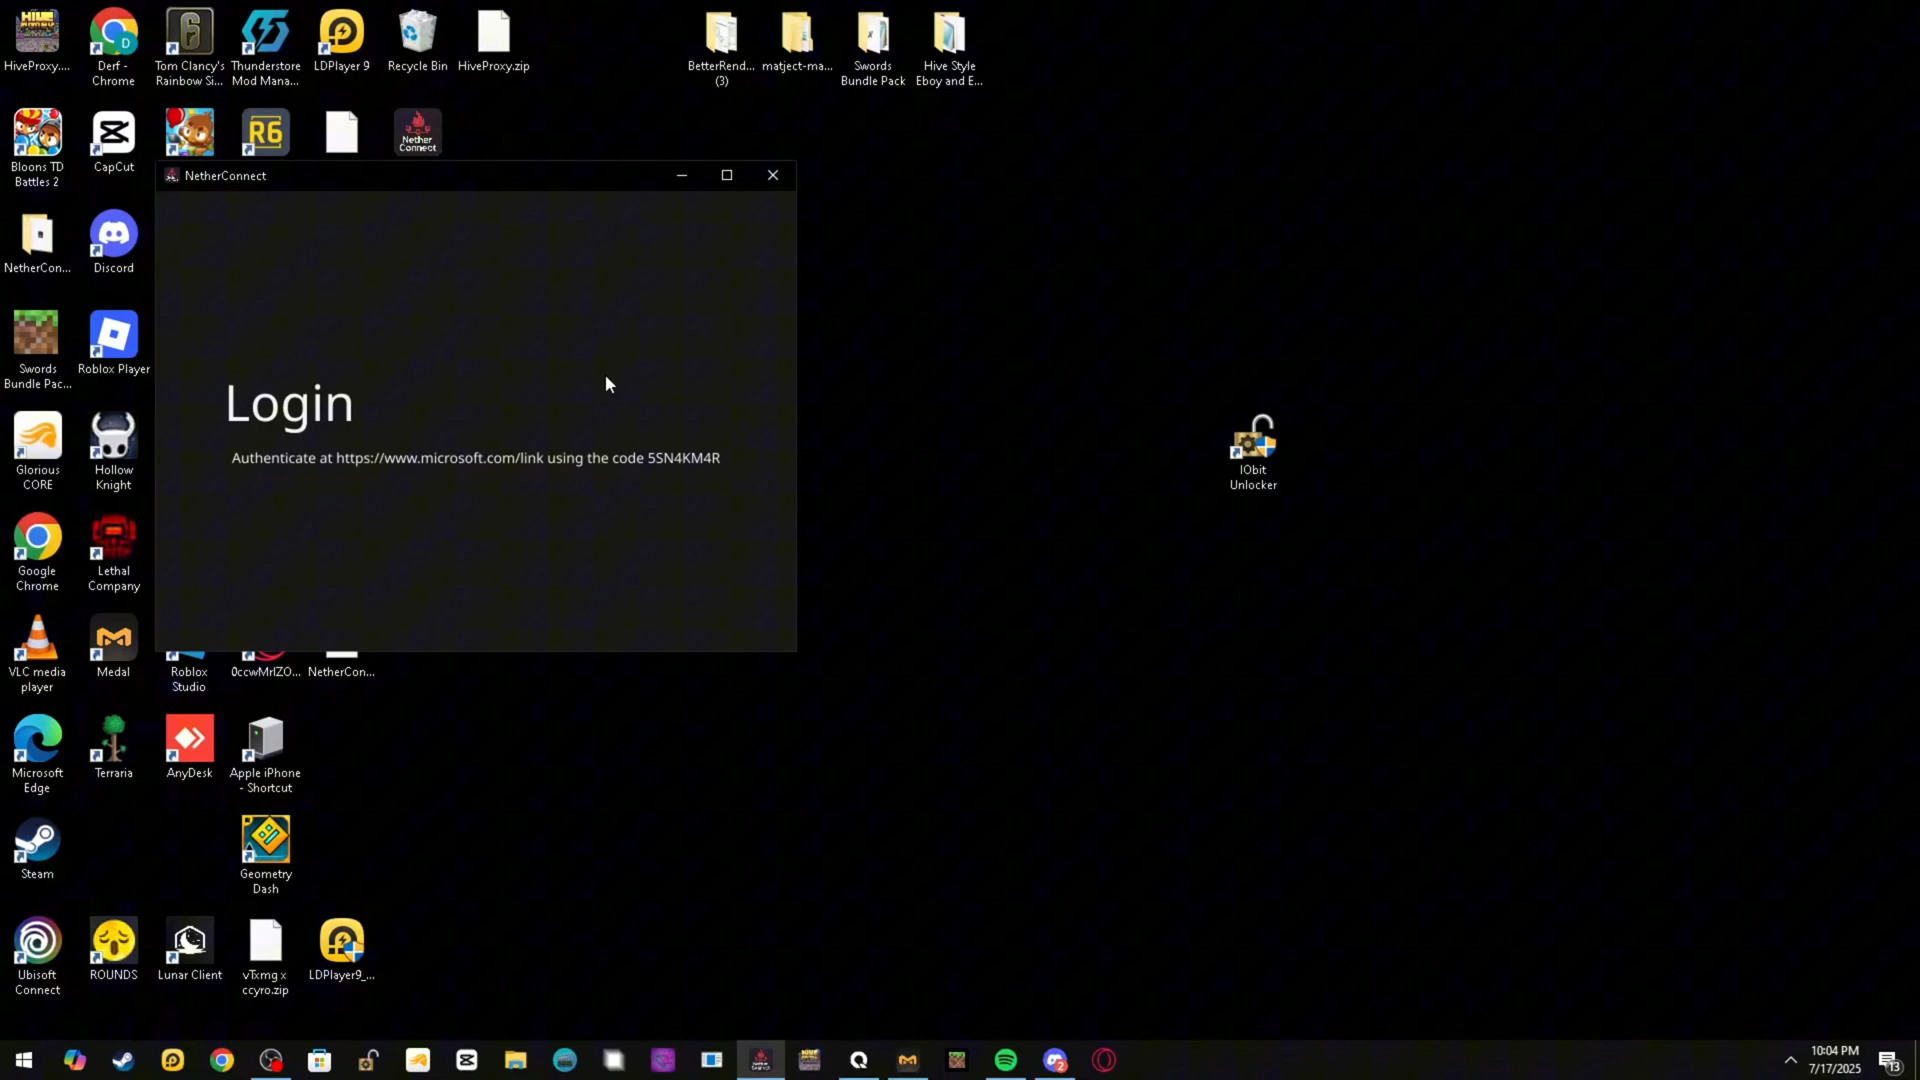 HiveProxy....
Derf -
Chrome
Tom Clancy's
Rainbow Si...
Thunderstore
Mod Mana...
LDPlayer 9
Recycle Bin
HiveProxy.zip
BetterRend...
(3)
matject-ma...
Swords
Bundle Pack
Hive Style
Eboy and E...
R6
Nether
Connect
Bloons TD
Battles 2
CapCut
NetherConnect
NetherCon...
Discord
Swords
Bundle Pac...
Roblox Player
Login
Authenticate at https://www.microsoft.com/link using the code 5SN4KM4R
Glorious
CORE
Hollow
Knight
IObit
Unlocker
Google
Chrome
Lethal
Company
VLC media
player
Medal
Roblox
Studio
0ccwMrIZO...
NetherCon...
Microsoft
Edge
Terraria
AnyDesk
Apple iPhone
- Shortcut
Steam
Geometry
Dash
Ubisoft
Connect
ROUNDS
Lunar Client
vTxmg x
ccyro.zip
LDPlayer9_...
10:04 PM
7/17/2025
2
13